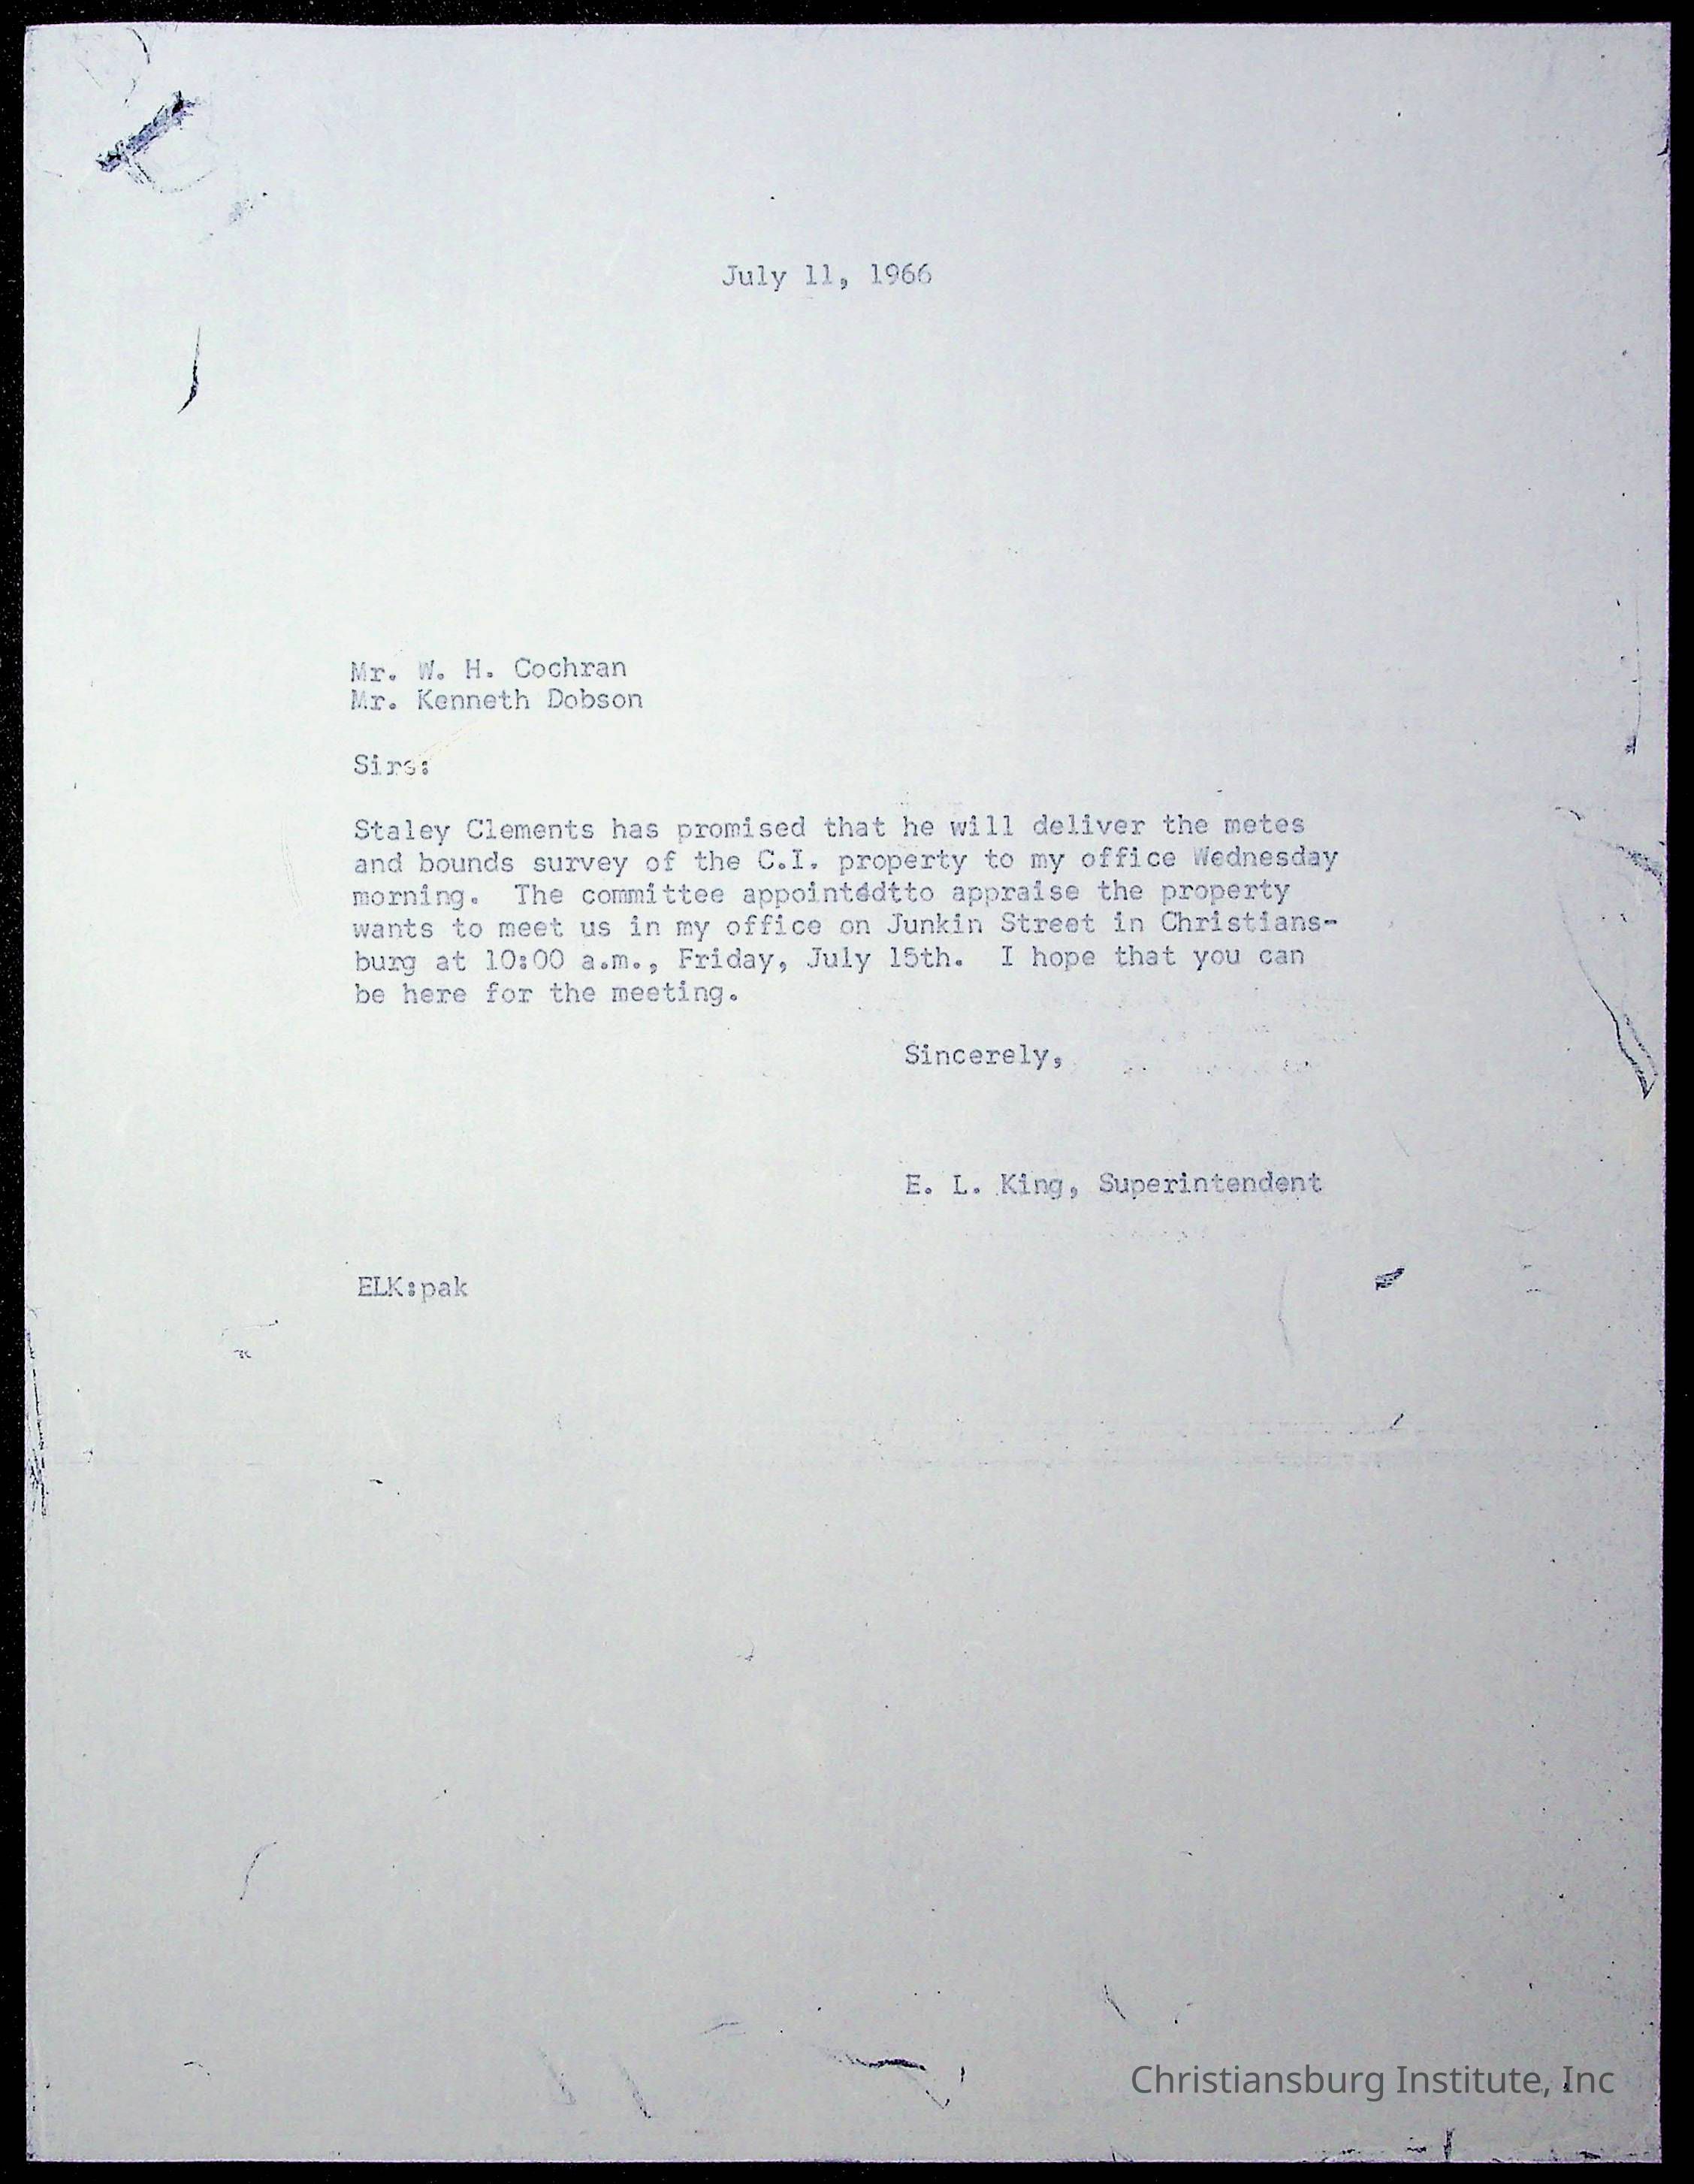 July 11, 1966
Mr. W. H. Cochran
Mr. Kenneth Dobson
Sirs:
Staley Clements has promised that he will deliver the metes
and bounds survey of the C.I. property to my office Wednesday
morning. The committee appointedtto appraise the property
wants to meet us in my office on Junkin Street in Christians-
burg at 10:00 a.m., Friday, July 15th. I hope that you can
be here for the meeting.
Sincerely,
E. L. King, Superintendent
ELK:pak
Christiansburg Institute, Inc